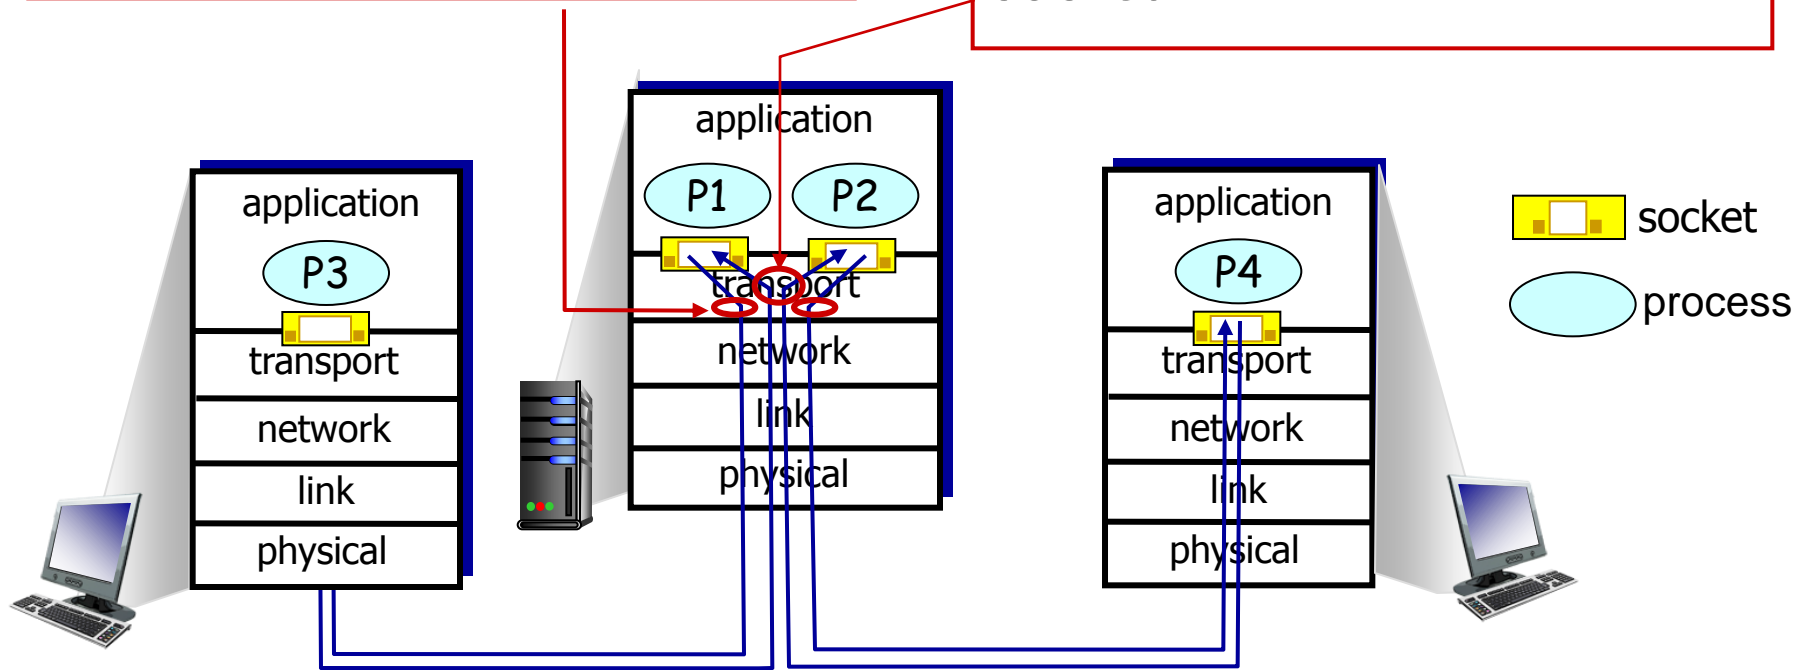 application
P1
P2
transport
network
link
physical
application
P3
transport
network
link
physical
application
P4
transport
network
link
physical
socket
process